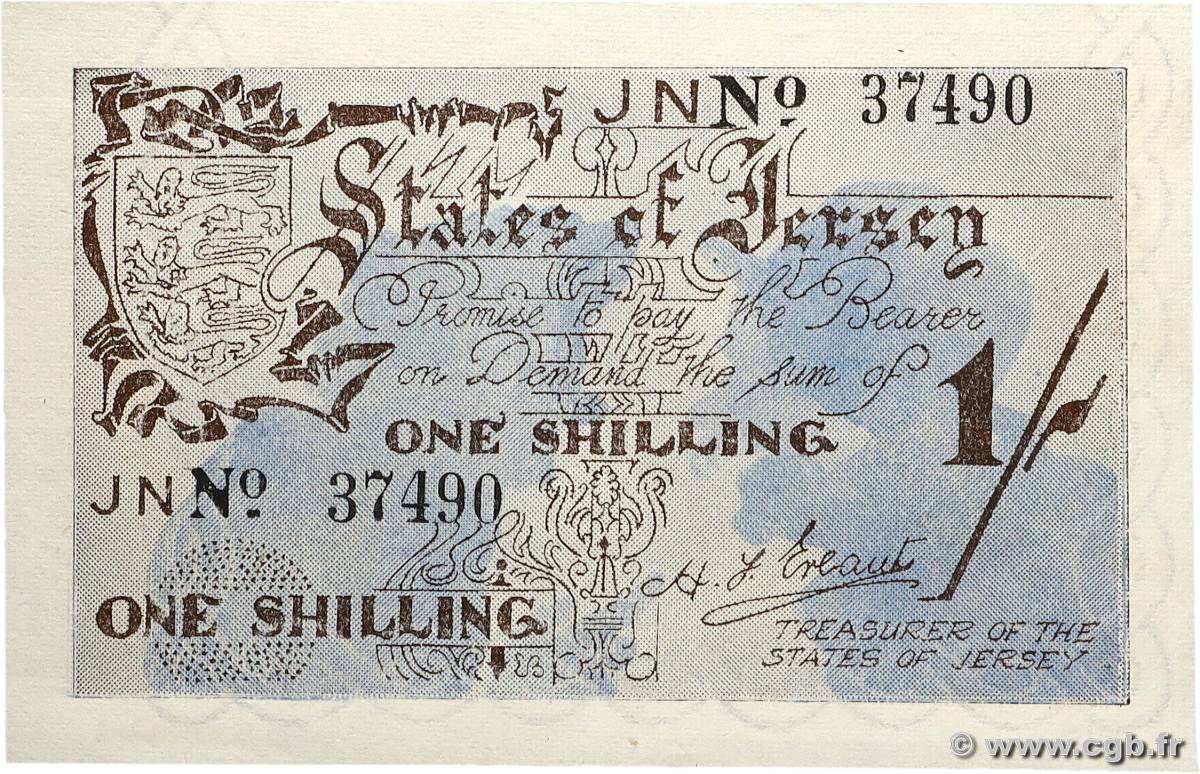 JN No 37490
States of Jersey
Promise to pay the Bearer
on Demand the sum of
ONE SHILLING
1/-
JN No 37490
ONE SHILLING
H. F. Ereaut
TREASURER OF THE
STATES OF JERSEY
© www.cgb.fr